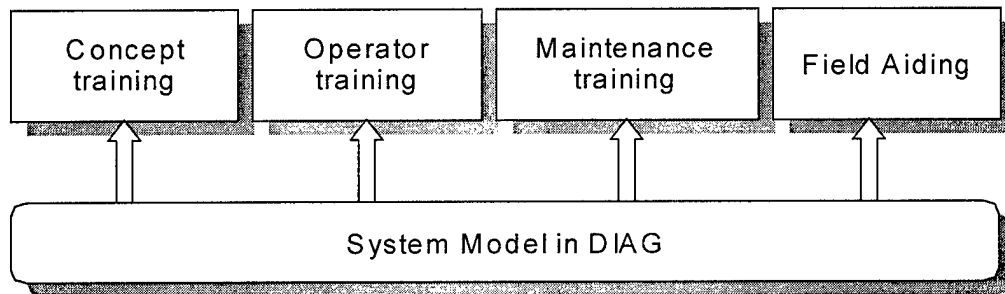 Concept
training
Operator
training
Maintenance
training
Field Aiding
System Model in DIAG